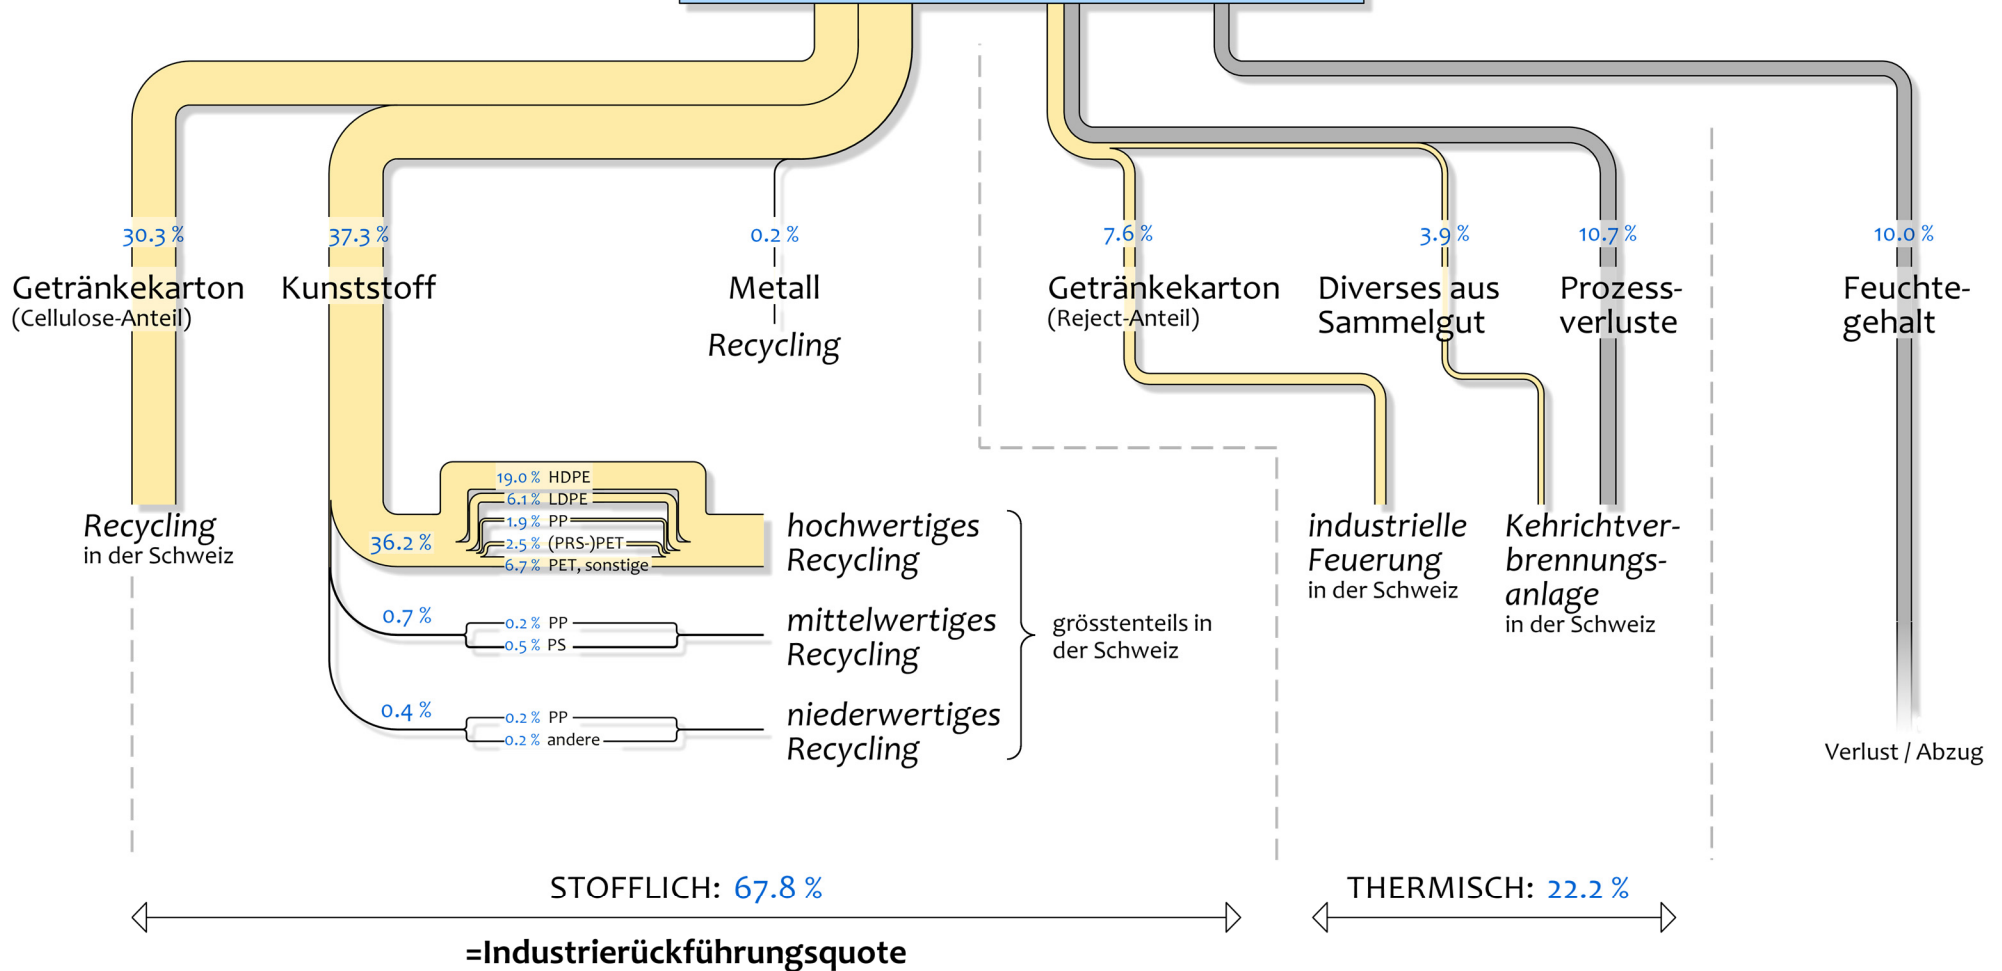 30.3 %
37.3 %
0.2 %
7.6 %
3.9 %
10.7 %
10.0 %
Getränkekarton
(Cellulose-Anteil)
Kunststoff
Metall
Recycling
Getränkekarton
(Reject-Anteil)
Diverses aus
Sammelgut
Prozess-
verluste
Feuchte-
gehalt
Recycling
in der Schweiz
36.2 %
19.0 % HDPE
6.1 % LDPE
1.9 % PP
2.5 % (PRS-)PET
6.7 % PET, sonstige
hochwertiges
Recycling
0.7 %
0.2 % PP
0.5 % PS
mittelwertiges
Recycling
0.4 %
0.2 % PP
0.2 % andere
niederwertiges
Recycling
grösstenteils in
der Schweiz
industrielle
Feuerung
in der Schweiz
Kehrichtver-
brennungs-
anlage
in der Schweiz
Verlust / Abzug
STOFFLICH: 67.8 %
THERMISCH: 22.2 %
=Industrierückführungsquote